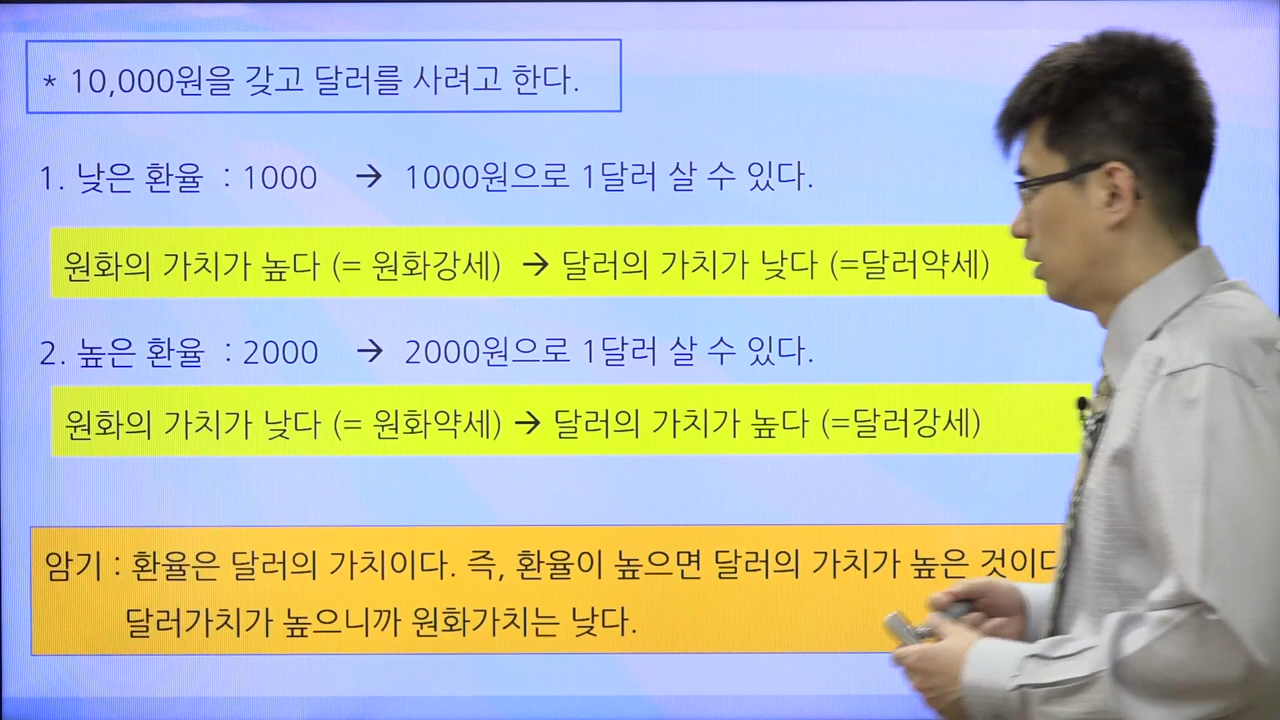 * 10,000원을 갖고 달러를 사려고 한다.
1. 낮은 환율 : 1000 → 1000원으로 1달러 살 수 있다.
원화의 가치가 높다 (= 원화강세) → 달러의 가치가 낮다 (=달러약세)
2. 높은 환율 : 2000 → 2000원으로 1달러 살 수 있다.
원화의 가치가 낮다 (= 원화약세) → 달러의 가치가 높다 (=달러강세)
암기 : 환율은 달러의 가치이다. 즉, 환율이 높으면 달러의 가치가 높은 것이다
달러가치가 높으니까 원화가치는 낮다.